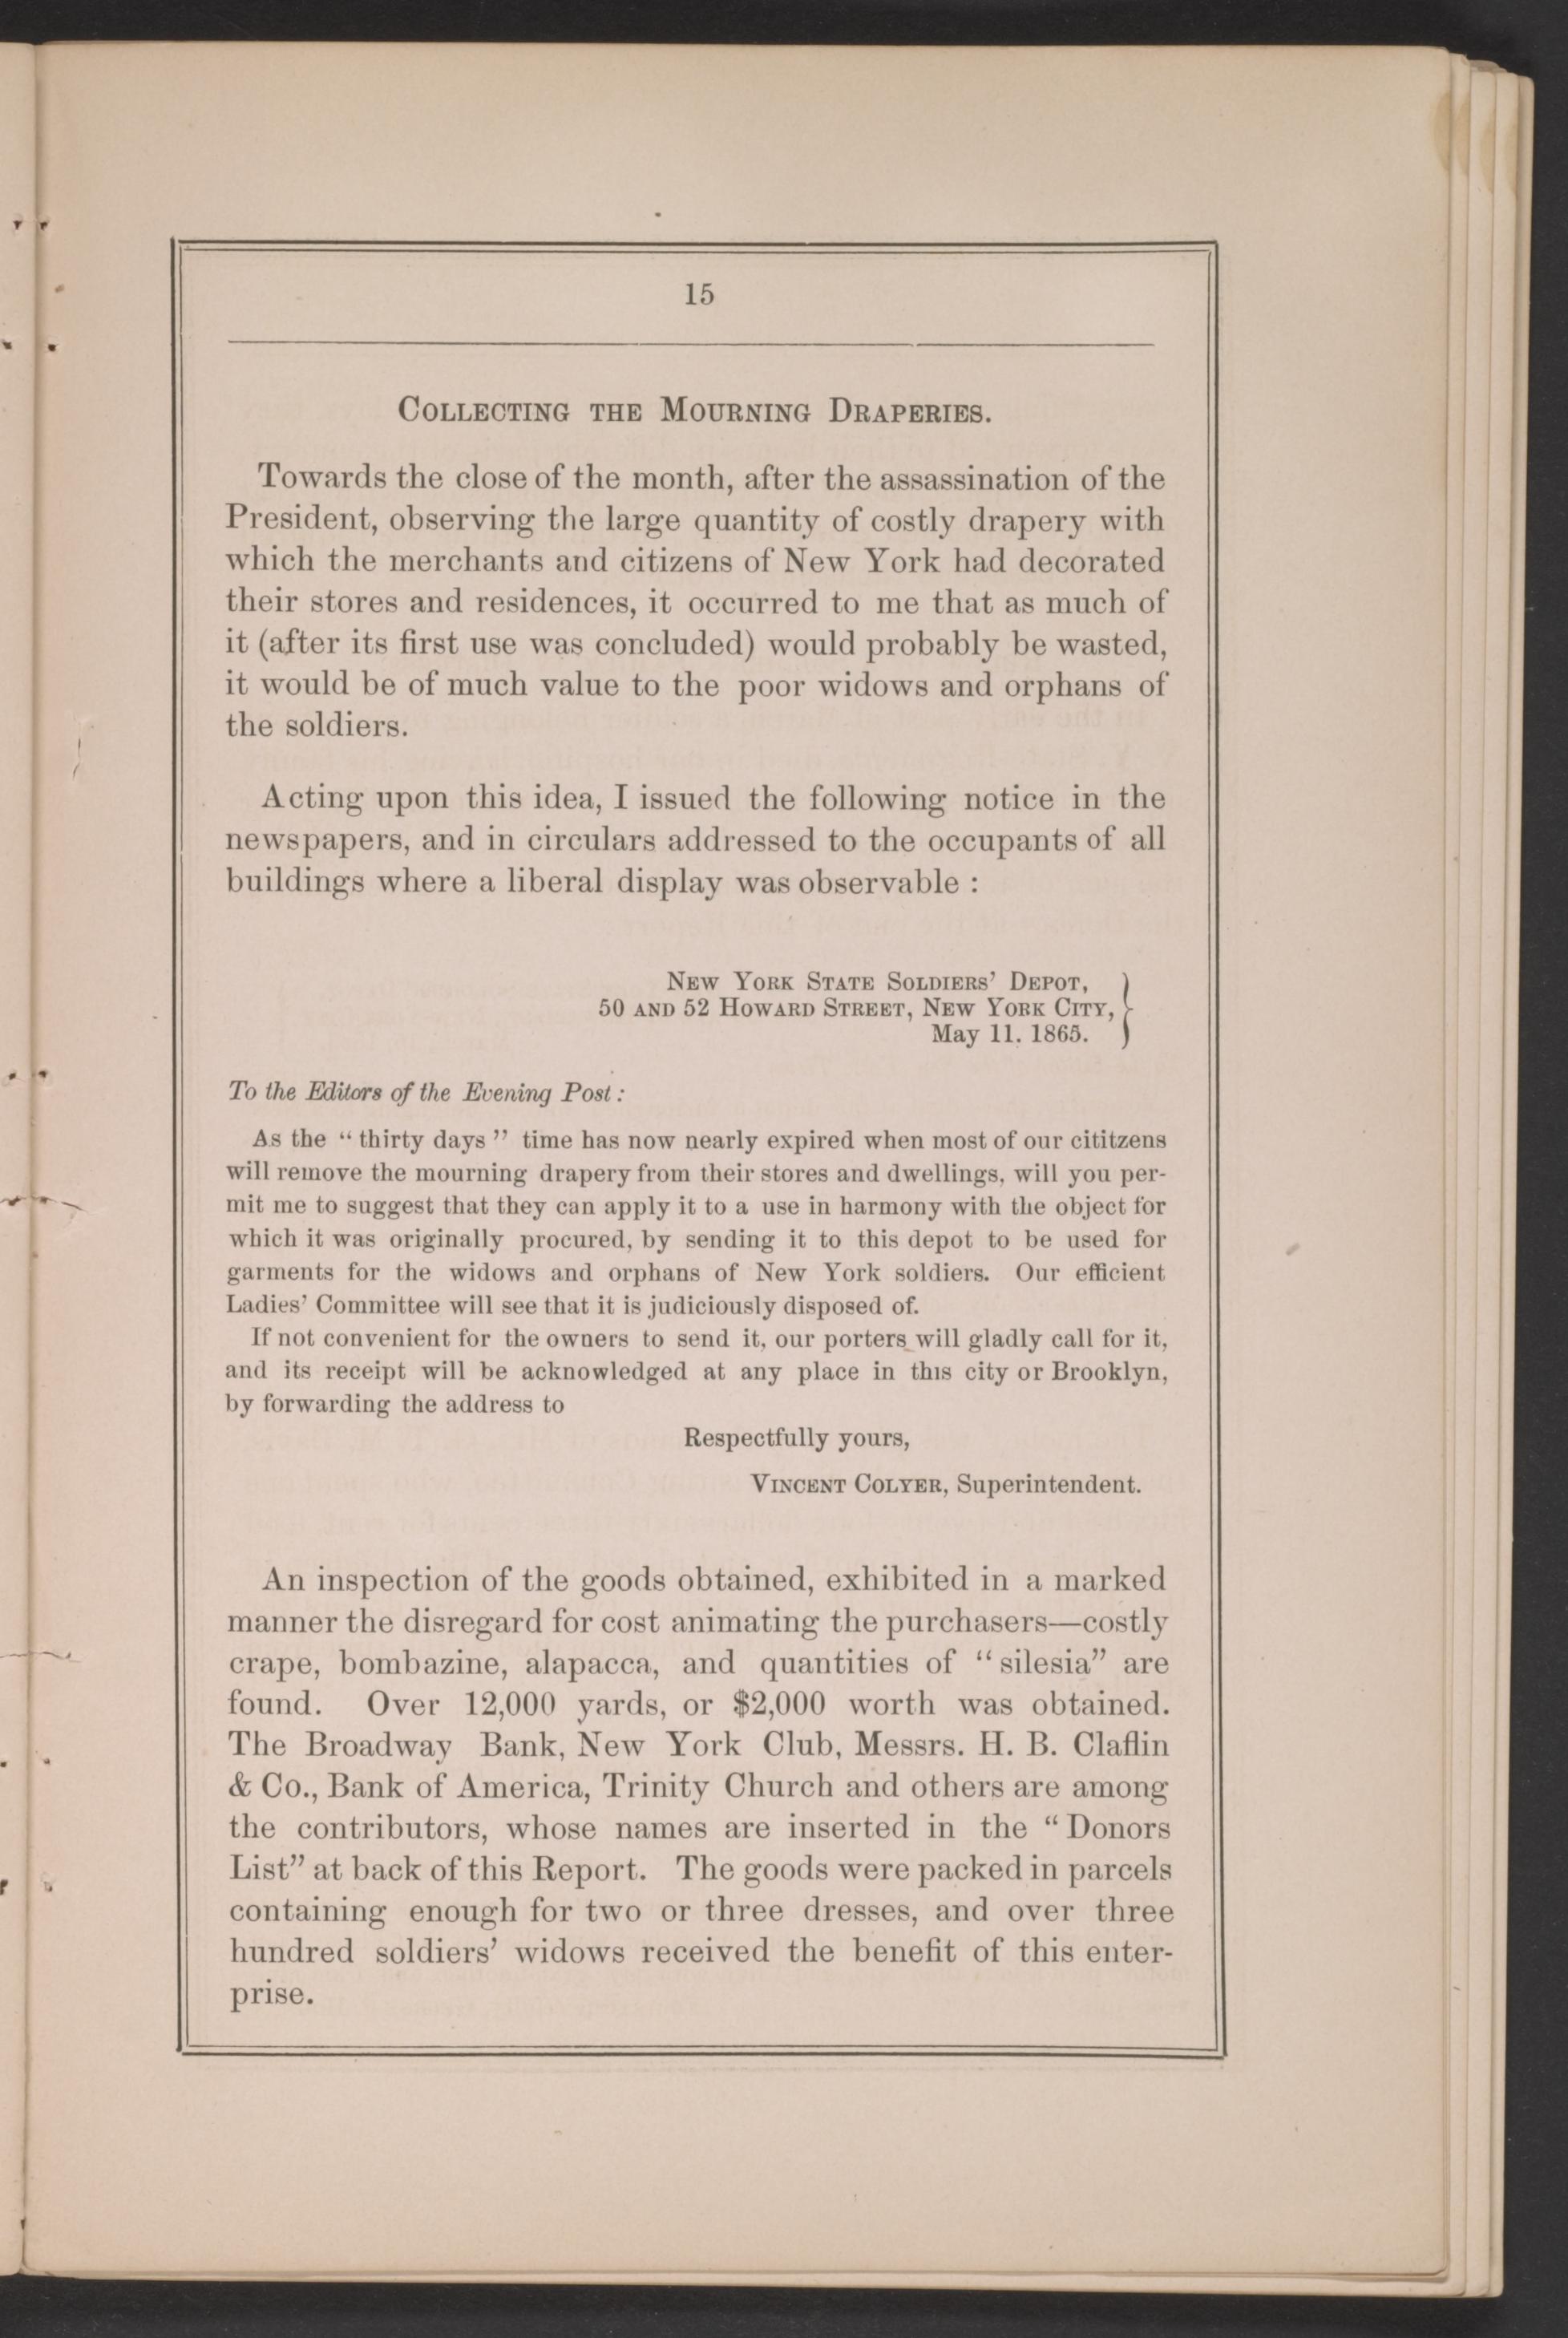 15
COLLECTING THE MOURNING DRAPERIES.
Towards the close of the month, after the assassination of the
President, observing the large quantity of costly drapery with
which the merchants and citizens of New York had decorated
their stores and residences, it occurred to me that as much of
it (after its first use was concluded) would probably be wasted,
it would be of much value to the poor widows and orphans of
the soldiers.
Acting upon this idea, I issued the following notice in the
newspapers, and in circulars addressed to the occupants of all
buildings where a liberal display was observable :
NEW YORK STATE SOLDIERS' DEPOT,
50 AND 52 HOWARD STREET, NEW YORK CITY,
May 11. 1865.
To the Editors of the Evening Post :
As the " thirty days " time has now nearly expired when most of our cititzens
will remove the mourning drapery from their stores and dwellings, will you per-
mit me to suggest that they can apply it to a use in harmony with the object for
which it was originally procured, by sending it to this depot to be used for
garments for the widows and orphans of New York soldiers. Our efficient
Ladies' Committee will see that it is judiciously disposed of.
If not convenient for the owners to send it, our porters will gladly call for it,
and its receipt will be acknowledged at any place in this city or Brooklyn,
by forwarding the address to
Respectfully yours,
VINCENT COLYER, Superintendent.
An inspection of the goods obtained, exhibited in a marked
manner the disregard for cost animating the purchasers—costly
crape, bombazine, alapacca, and quantities of " silesia" are
found. Over 12,000 yards, or $2,000 worth was obtained.
The Broadway Bank, New York Club, Messrs. H. B. Claflin
& Co., Bank of America, Trinity Church and others are among
the contributors, whose names are inserted in the " Donors
List" at back of this Report. The goods were packed in parcels
containing enough for two or three dresses, and over three
hundred soldiers' widows received the benefit of this enter-
prise.